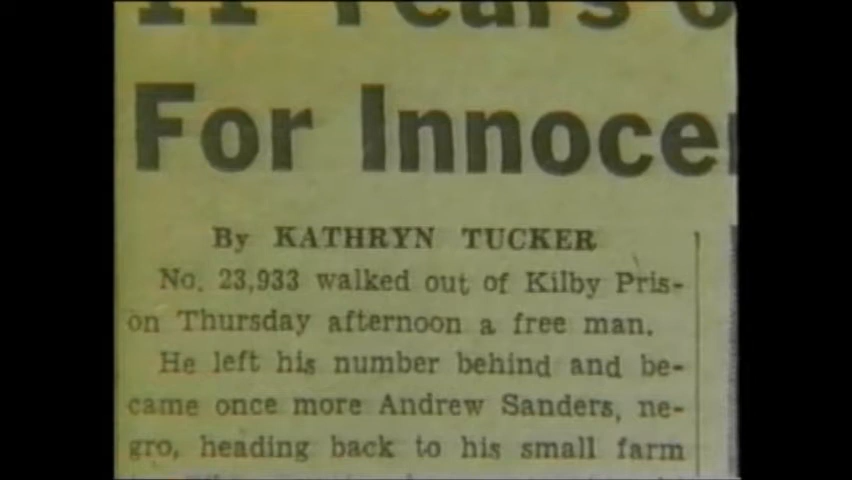 11 Years
For Innoce
By KATHRYN TUCKER
No. 23,933 walked out of Kilby Pris-
on Thursday afternoon a free man.
He left his number behind and be-
came once more Andrew Sanders, ne-
gro, heading back to his small farm